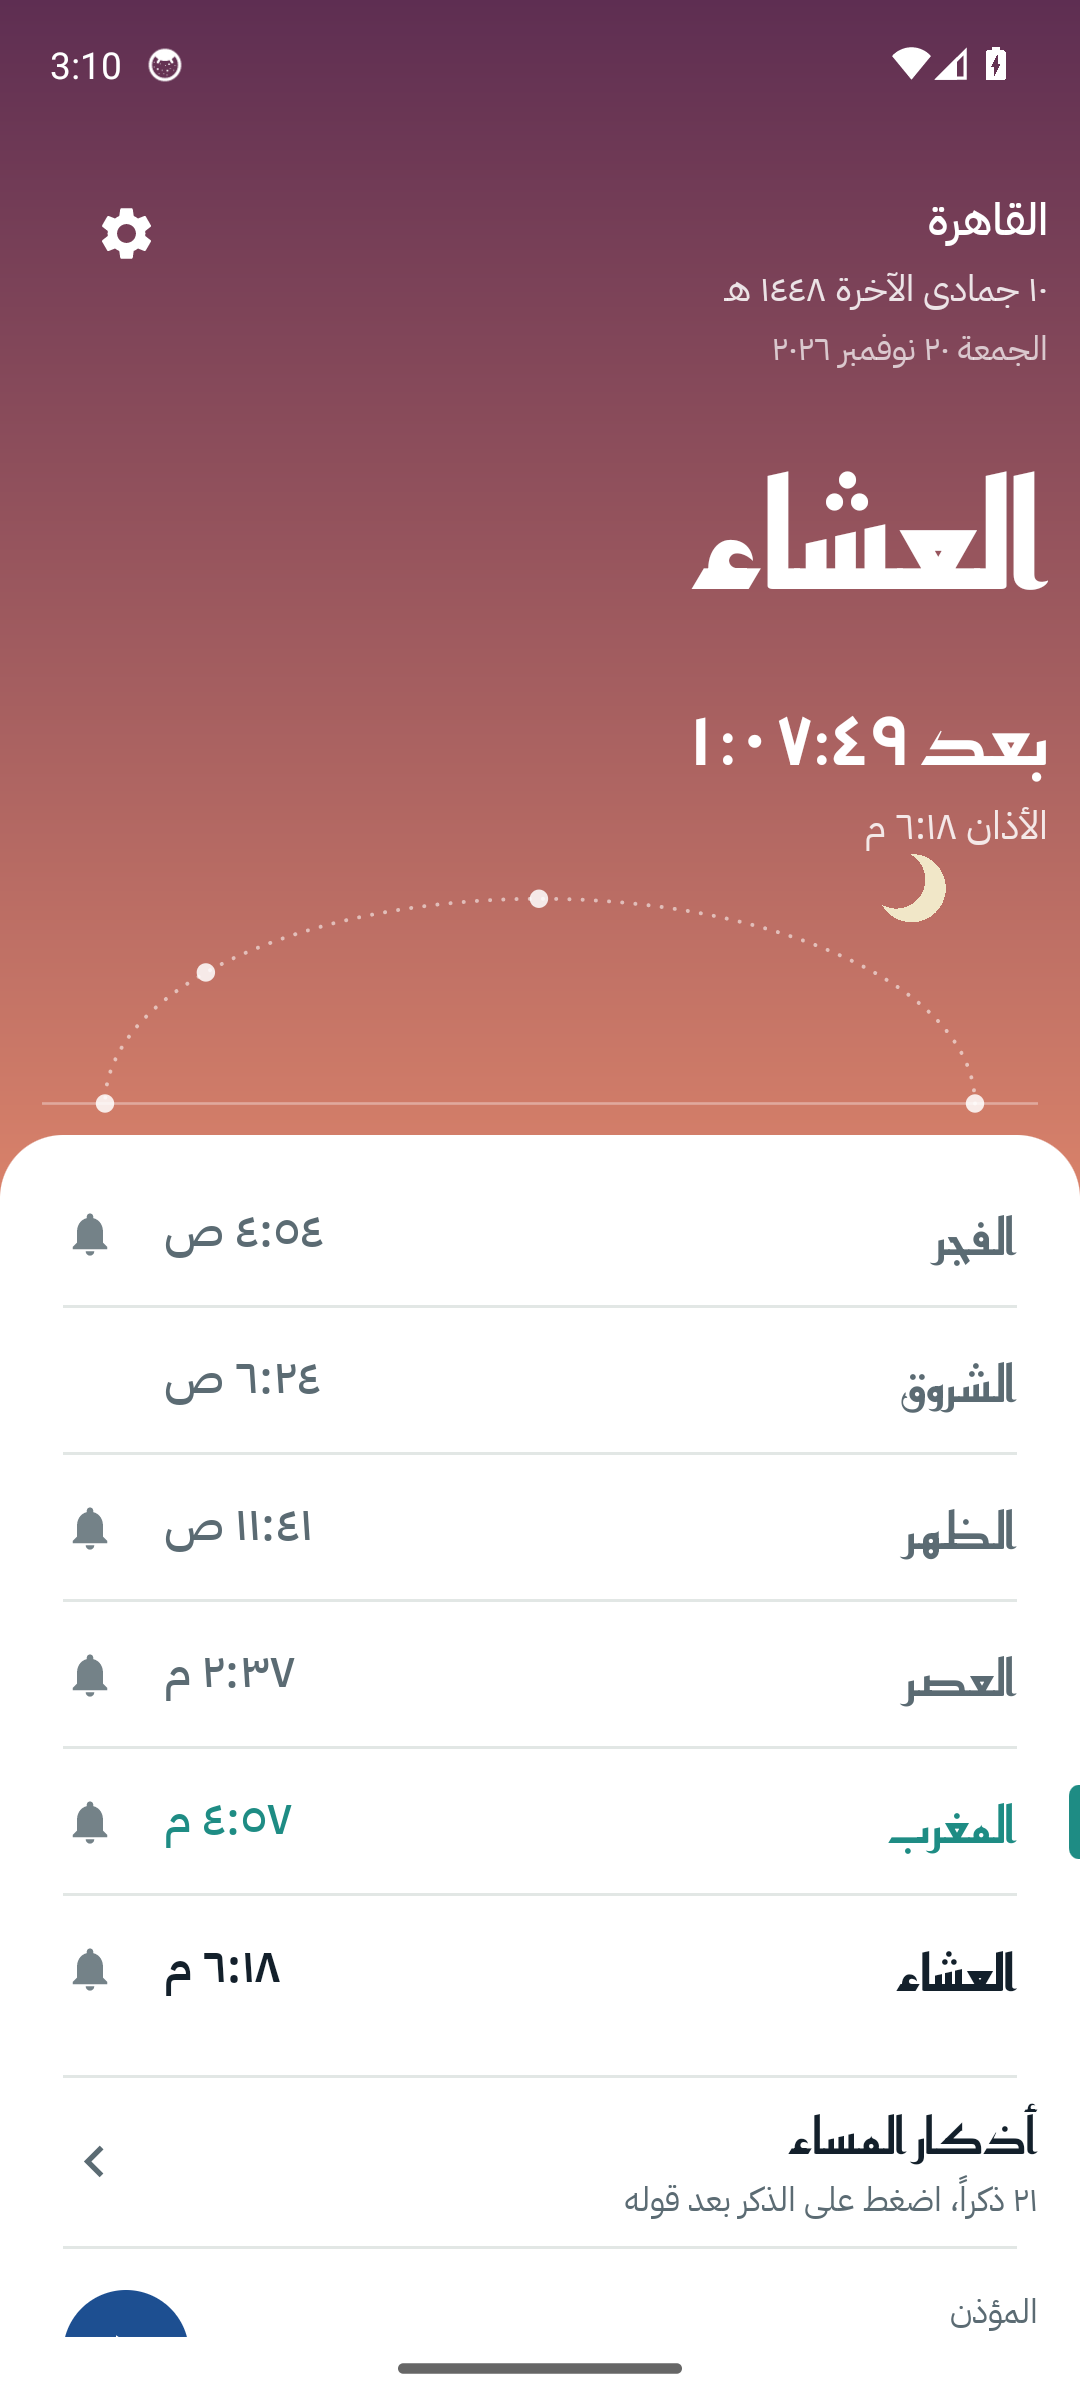 3:10
القاهرة
١٠ جمادى الآخرة ١٤٤٨ هـ
الجمعة ٢٠ نوفمبر ٢٠٢٦
العشاء
بعد ١:٠٧:٤٩
الأذان ٦:١٨ م
الفجر ٤:٥٤ ص
الشروق ٦:٢٤ ص
الظهر ١١:٤١ ص
العصر ٢:٣٧ م
المغرب ٤:٥٧ م
العشاء ٦:١٨ م
أذكار المساء
٢١ ذكراً، اضغط على الذكر بعد قوله
المؤذن